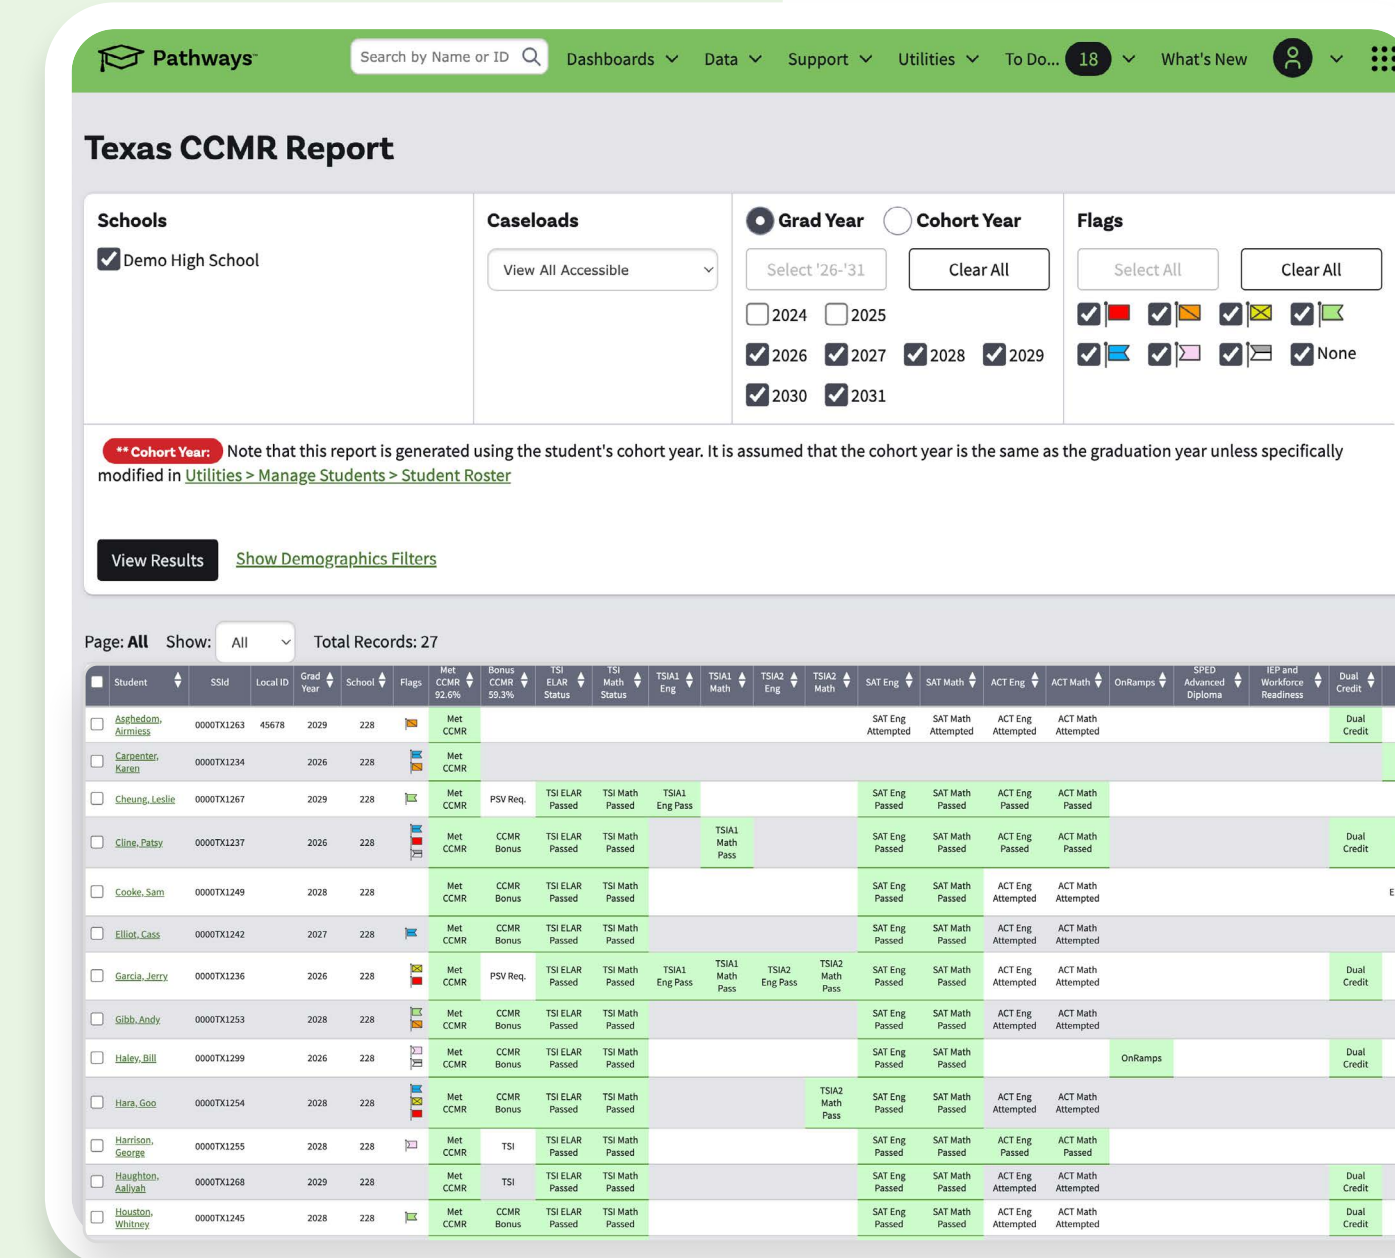 Pathways™ Search by Name or ID Dashboards Data Support Utilities To Do... 18 What's New
Texas CCMR Report
Schools Caseloads Grad Year Cohort Year Flags
Demo High School View All Accessible Select '26-'31 Clear All Select All Clear All
2024 2025
2026 2027 2028 2029 None
2030 2031
** Cohort Year: Note that this report is generated using the student's cohort year. It is assumed that the cohort year is the same as the graduation year unless specifically
modified in Utilities > Manage Students > Student Roster
View Results Show Demographics Filters
Page: All Show: All Total Records: 27
Student SSId Local ID Grad Year School Flags Met CCMR 92.6% Bonus CCMR 59.3% TSI ELAR Status TSI Math Status TSIA1 Eng TSIA1 Math TSIA2 Eng TSIA2 Math SAT Eng SAT Math ACT Eng ACT Math OnRamps SPED Advanced Diploma IEP and Workforce Readiness Dual Credit
Asghedom, Airmiess 0000TX1263 45678 2029 228 Met CCMR SAT Eng Attempted SAT Math Attempted ACT Eng Attempted ACT Math Attempted Dual Credit
Carpenter, Karen 0000TX1234 2026 228 Met CCMR
Cheung, Leslie 0000TX1267 2029 228 Met CCMR PSV Req. TSI ELAR Passed TSI Math Passed TSIA1 Eng Pass SAT Eng Passed SAT Math Passed ACT Eng Passed ACT Math Passed
Cline, Patsy 0000TX1237 2026 228 Met CCMR CCMR Bonus TSI ELAR Passed TSI Math Passed TSIA1 Math Pass SAT Eng Passed SAT Math Passed ACT Eng Passed ACT Math Passed Dual Credit
Cooke, Sam 0000TX1249 2028 228 Met CCMR CCMR Bonus TSI ELAR Passed TSI Math Passed SAT Eng Passed SAT Math Passed ACT Eng Attempted ACT Math Attempted E
Elliot, Cass 0000TX1242 2027 228 Met CCMR CCMR Bonus TSI ELAR Passed TSI Math Passed SAT Eng Passed SAT Math Passed ACT Eng Attempted ACT Math Attempted
Garcia, Jerry 0000TX1236 2026 228 Met CCMR PSV Req. TSI ELAR Passed TSI Math Passed TSIA1 Eng Pass TSIA1 Math Pass TSIA2 Eng Pass TSIA2 Math Pass SAT Eng Passed SAT Math Passed ACT Eng Attempted ACT Math Attempted Dual Credit
Gibb, Andy 0000TX1253 2028 228 Met CCMR CCMR Bonus TSI ELAR Passed TSI Math Passed SAT Eng Passed SAT Math Passed ACT Eng Attempted ACT Math Attempted
Haley, Bill 0000TX1299 2026 228 Met CCMR CCMR Bonus TSI ELAR Passed TSI Math Passed SAT Eng Passed SAT Math Passed OnRamps Dual Credit
Hara, Goo 0000TX1254 2028 228 Met CCMR CCMR Bonus TSI ELAR Passed TSI Math Passed TSIA2 Math Pass SAT Eng Passed SAT Math Passed ACT Eng Attempted ACT Math Attempted
Harrison, George 0000TX1255 2028 228 Met CCMR TSI TSI ELAR Passed TSI Math Passed SAT Eng Passed SAT Math Passed ACT Eng Passed ACT Math Passed
Haughton, Aaliyah 0000TX1268 2029 228 Met CCMR TSI TSI ELAR Passed TSI Math Passed SAT Eng Passed SAT Math Passed ACT Eng Attempted ACT Math Attempted Dual Credit
Houston, Whitney 0000TX1245 2028 228 Met CCMR CCMR Bonus TSI ELAR Passed TSI Math Passed SAT Eng Passed SAT Math Passed ACT Eng Attempted ACT Math Attempted Dual Credit